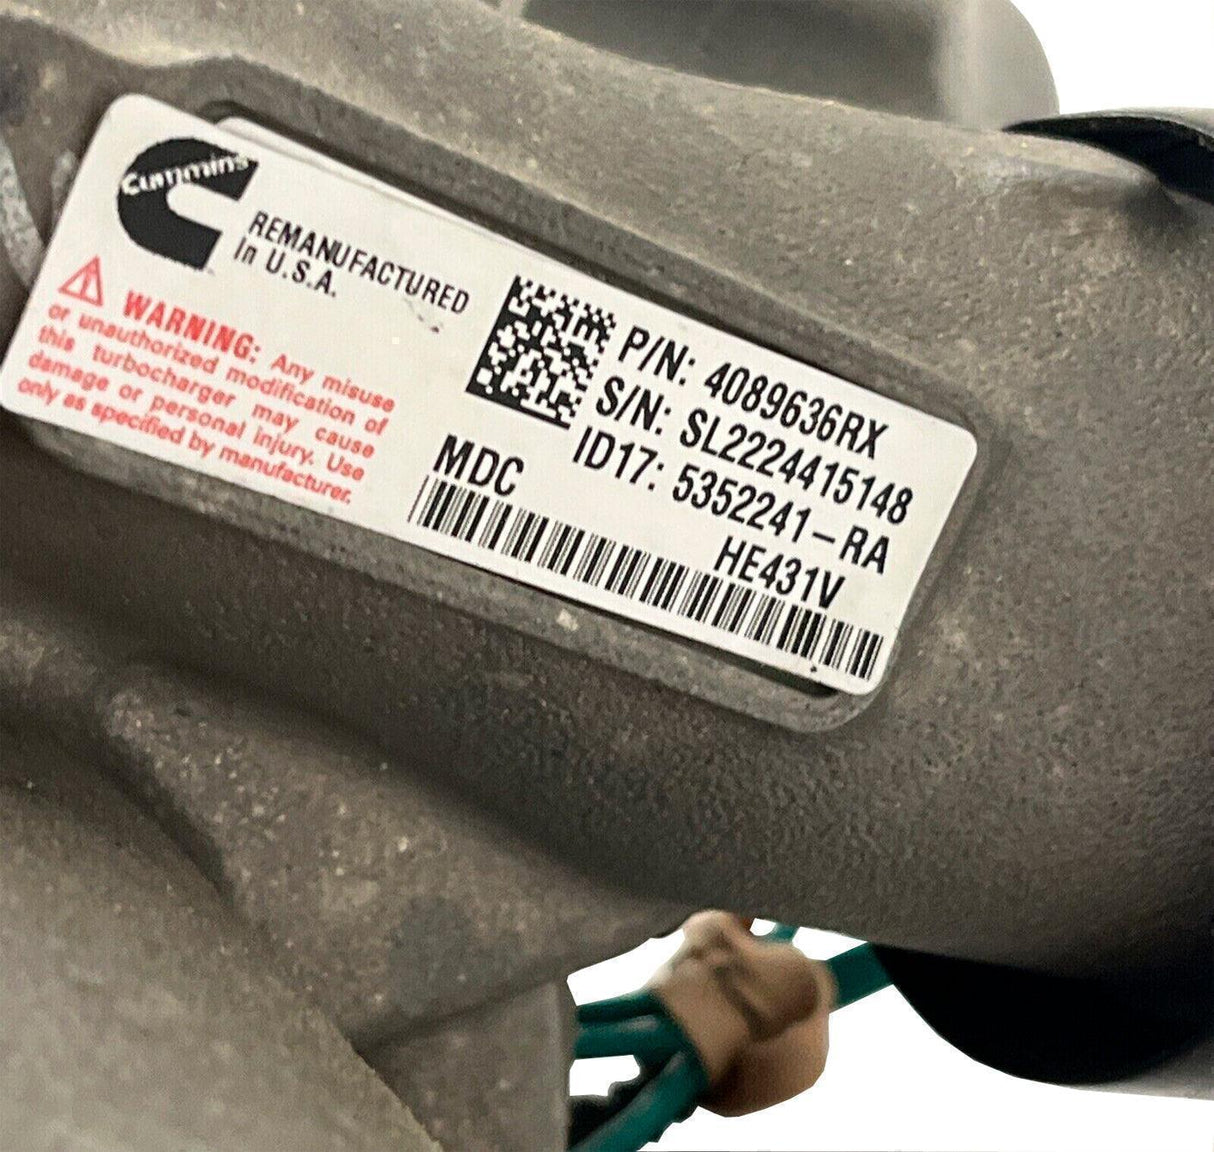 Cummins
REMANUFACTURED
In U.S.A.
WARNING: Any misuse
or unauthorized modification of
this turbocharger may cause
damage or personal injury. Use
only as specified by manufacturer.
P/N: 4089636RX
S/N: SL2224415148
ID17: 5352241-RA
MDC
HE431V